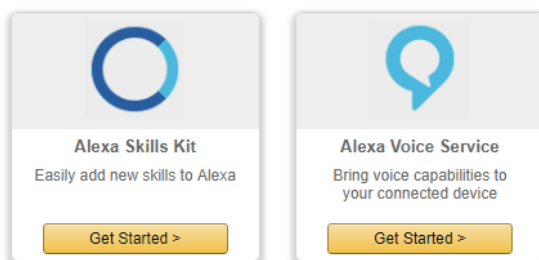 Alexa Skills Kit
Easily add new skills to Alexa
Get Started >
Alexa Voice Service
Bring voice capabilities to
your connected device
Get Started >